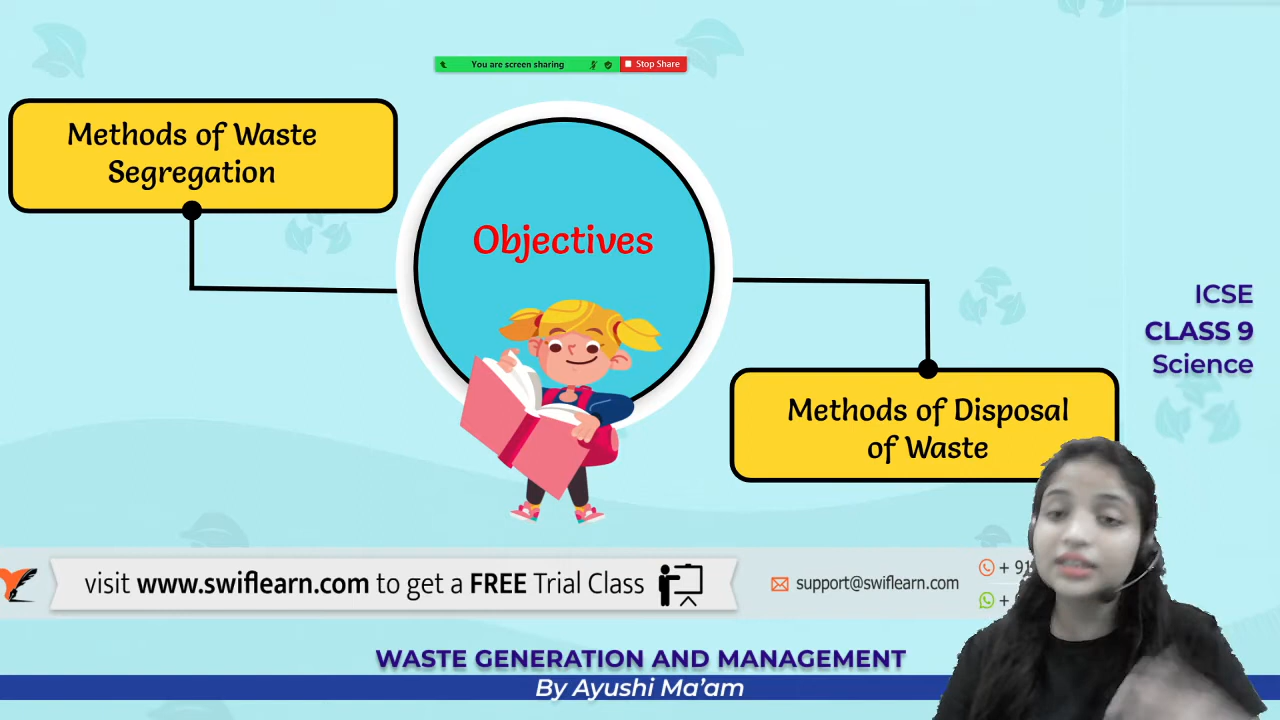 You are screen sharing Stop Share
Methods of Waste
Segregation
Objectives
ICSE
CLASS 9
Science
Methods of Disposal
of Waste
visit www.swiflearn.com to get a FREE Trial Class
support@swiflearn.com
+ 91
+
WASTE GENERATION AND MANAGEMENT
By Ayushi Ma'am